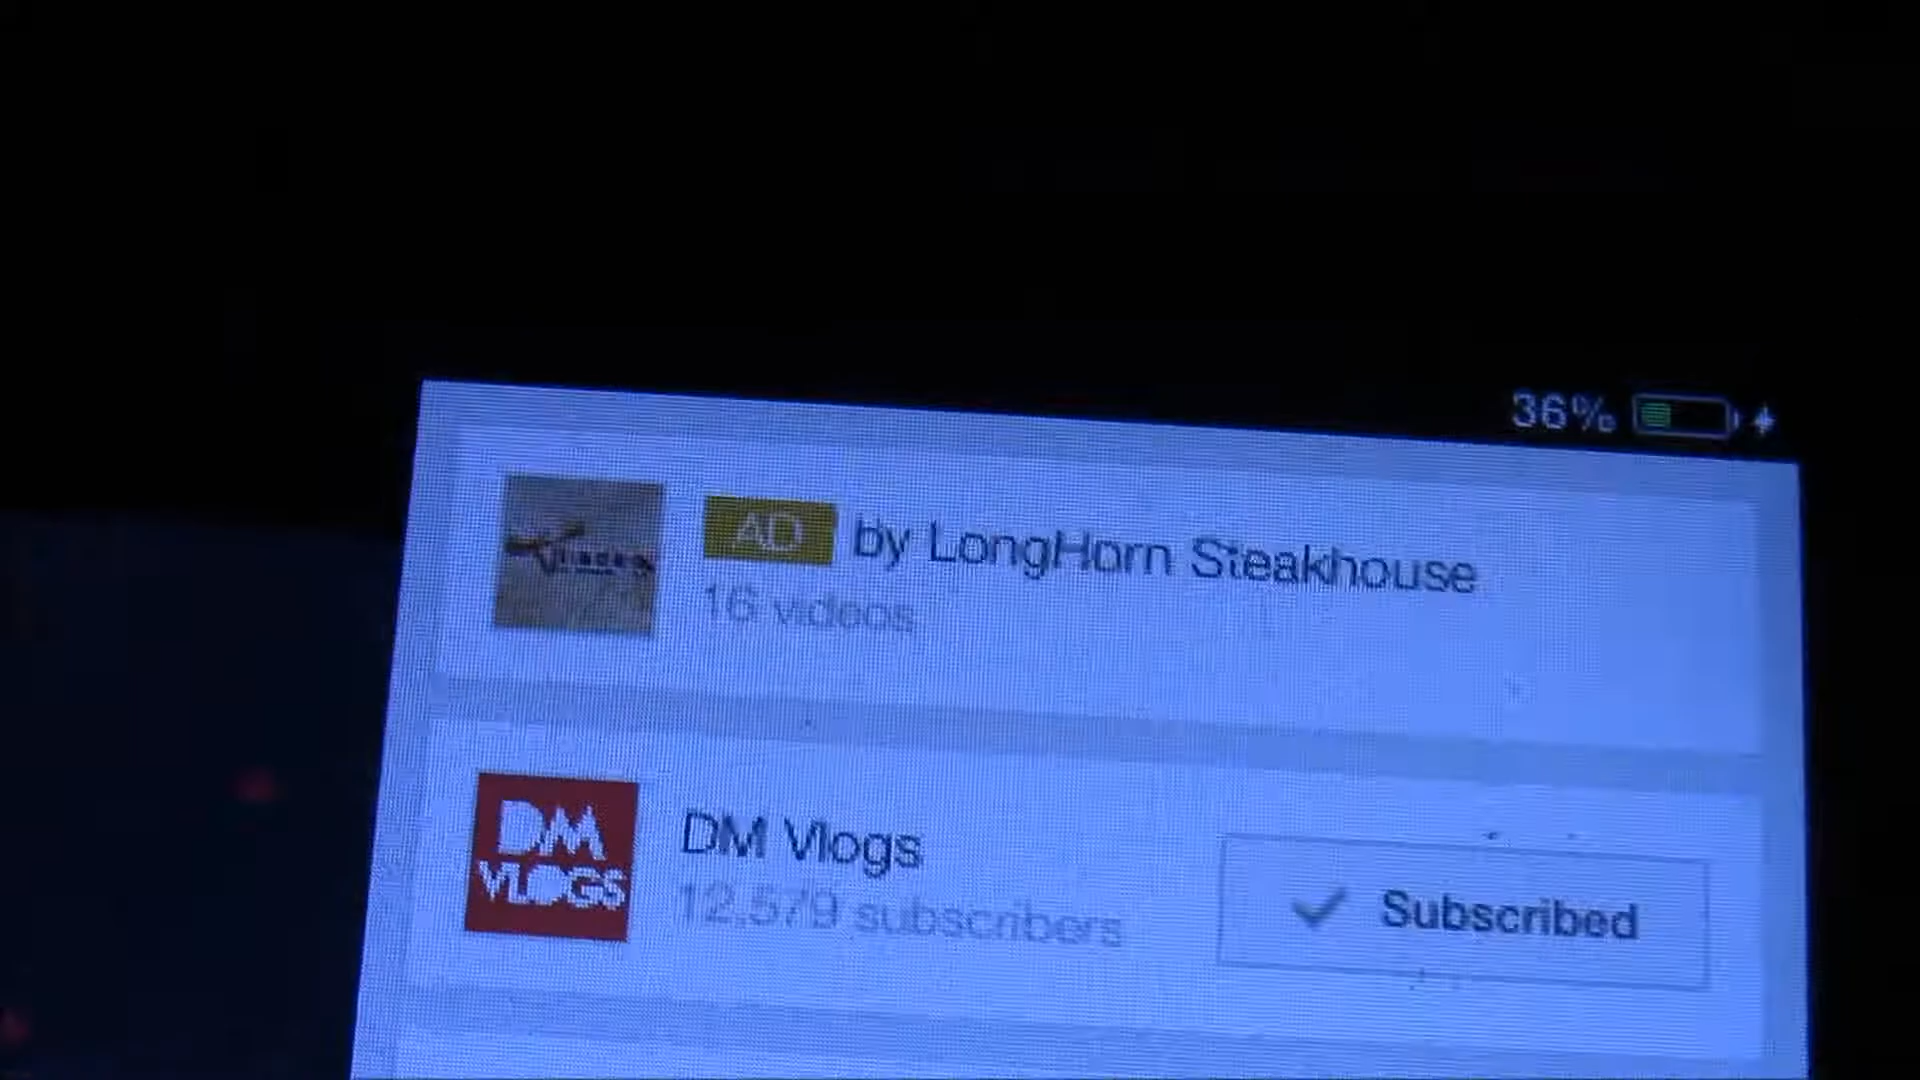 36%
AD by LongHorn Steakhouse
16 videos
DM
VLOGS
DM Vlogs
12,579 subscribers
Subscribed